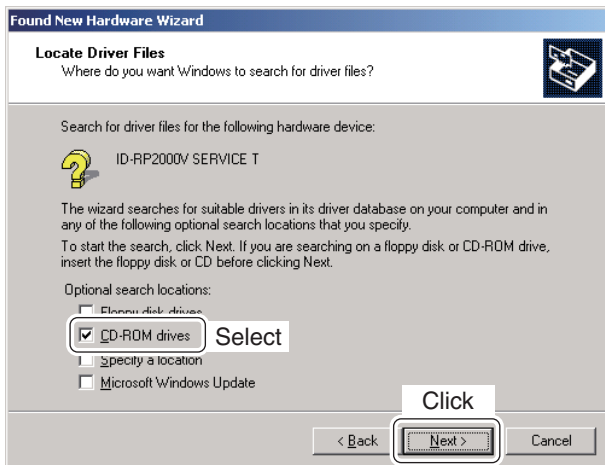 Found New Hardware Wizard
Locate Driver Files
Where do you want Windows to search for driver files?
Search for driver files for the following hardware device:
ID-RP2000V SERVICE T
The wizard searches for suitable drivers in its driver database on your computer and in
any of the following optional search locations that you specify.
To start the search, click Next. If you are searching on a floppy disk or CD-ROM drive,
insert the floppy disk or CD before clicking Next.
Optional search locations:
Floppy disk drives
CD-ROM drives Select
Specify a location
Microsoft Windows Update
Click
< Back Next > Cancel